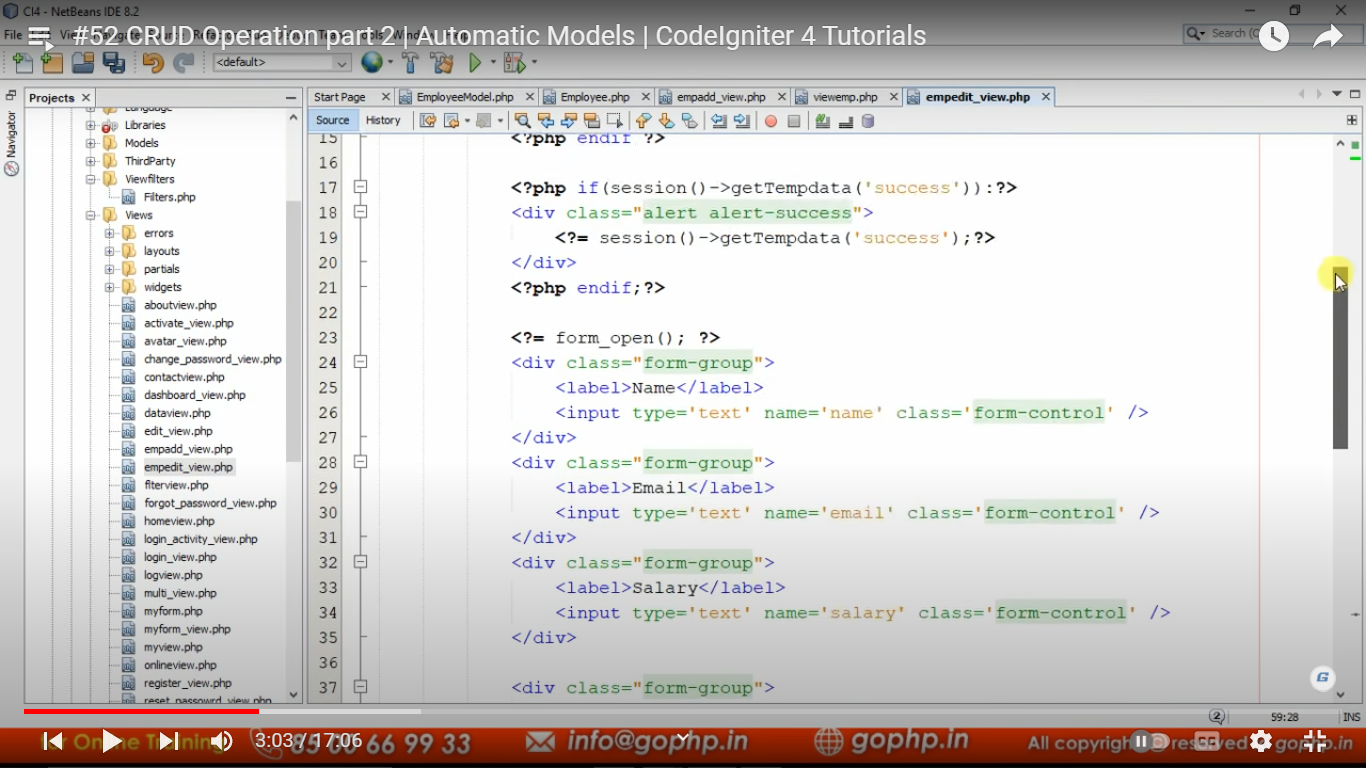 CI4 - NetBeans IDE 8.2
#52 CRUD Operation part 2 | Automatic Models | CodeIgniter 4 Tutorials
File
Search (C
<default>
Projects
Start Page
EmployeeModel.php
Employee.php
empadd_view.php
viewemp.php
empedit_view.php
Navigator
Source
History
Language
Libraries
Models
ThirdParty
Viewfilters
Filters.php
Views
errors
layouts
partials
widgets
aboutview.php
activate_view.php
avatar_view.php
change_password_view.php
contactview.php
dashboard_view.php
dataview.php
edit_view.php
empadd_view.php
empedit_view.php
flterview.php
forgot_password_view.php
homeview.php
login_activity_view.php
login_view.php
logview.php
multi_view.php
myform.php
myform_view.php
myview.php
onlineview.php
register_view.php
reset_passowrd_view.php
15 <?php endif ?>
16
17 <?php if(session()->getTempdata('success')):?>
18 <div class="alert alert-success">
19 <?= session()->getTempdata('success');?>
20 </div>
21 <?php endif;?>
22
23 <?= form_open(); ?>
24 <div class="form-group">
25 <label>Name</label>
26 <input type='text' name='name' class='form-control' />
27 </div>
28 <div class="form-group">
29 <label>Email</label>
30 <input type='text' name='email' class='form-control' />
31 </div>
32 <div class="form-group">
33 <label>Salary</label>
34 <input type='text' name='salary' class='form-control' />
35 </div>
36
37 <div class="form-group">
G
2
59:28
INS
for Online Training
85 00 66 99 33
3:03 / 17:06
info@gophp.in
gophp.in
All copyright reserved
gophp.in
CC